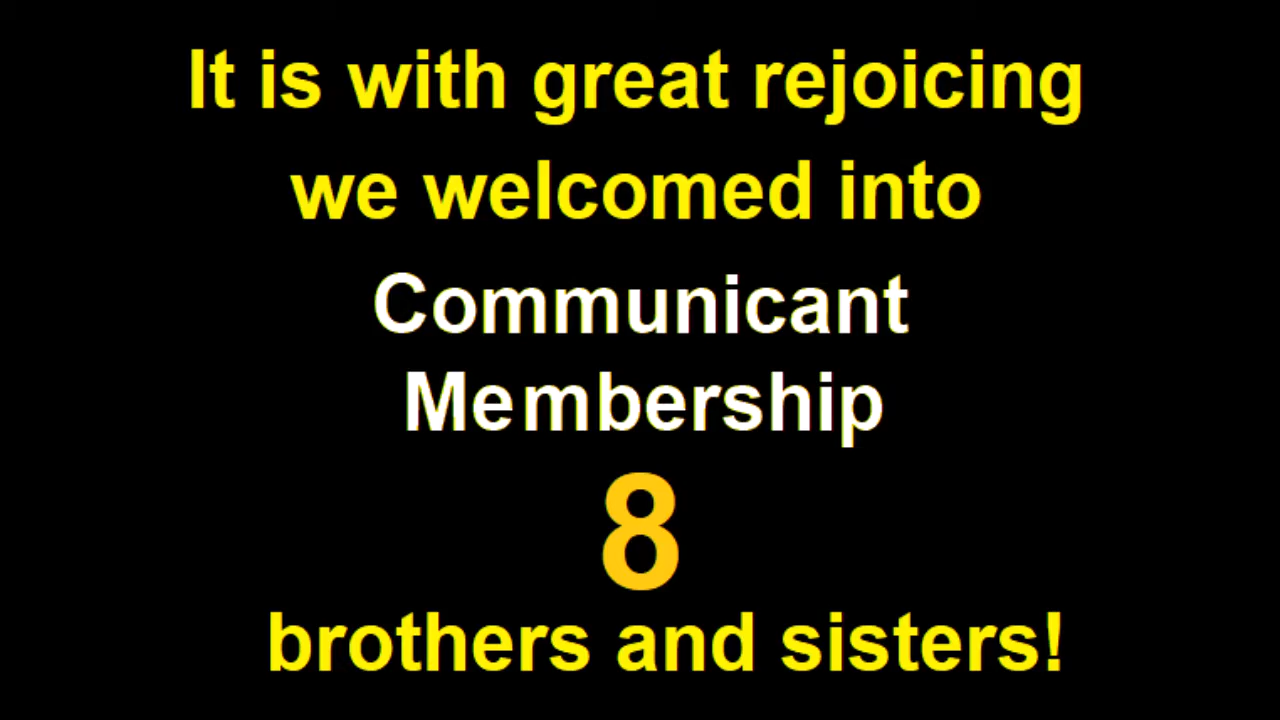 It is with great rejoicing
we welcomed into
Communicant
Membership
8
brothers and sisters!